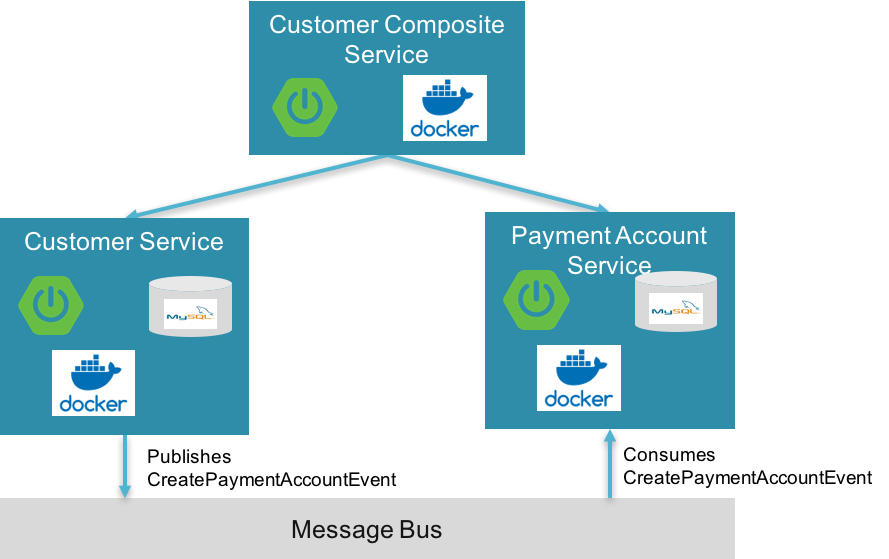 Customer Composite
Service
docker
Customer Service
MySQL
docker
Payment Account
Service
MySQL
docker
Publishes
CreatePaymentAccountEvent
Consumes
CreatePaymentAccountEvent
Message Bus